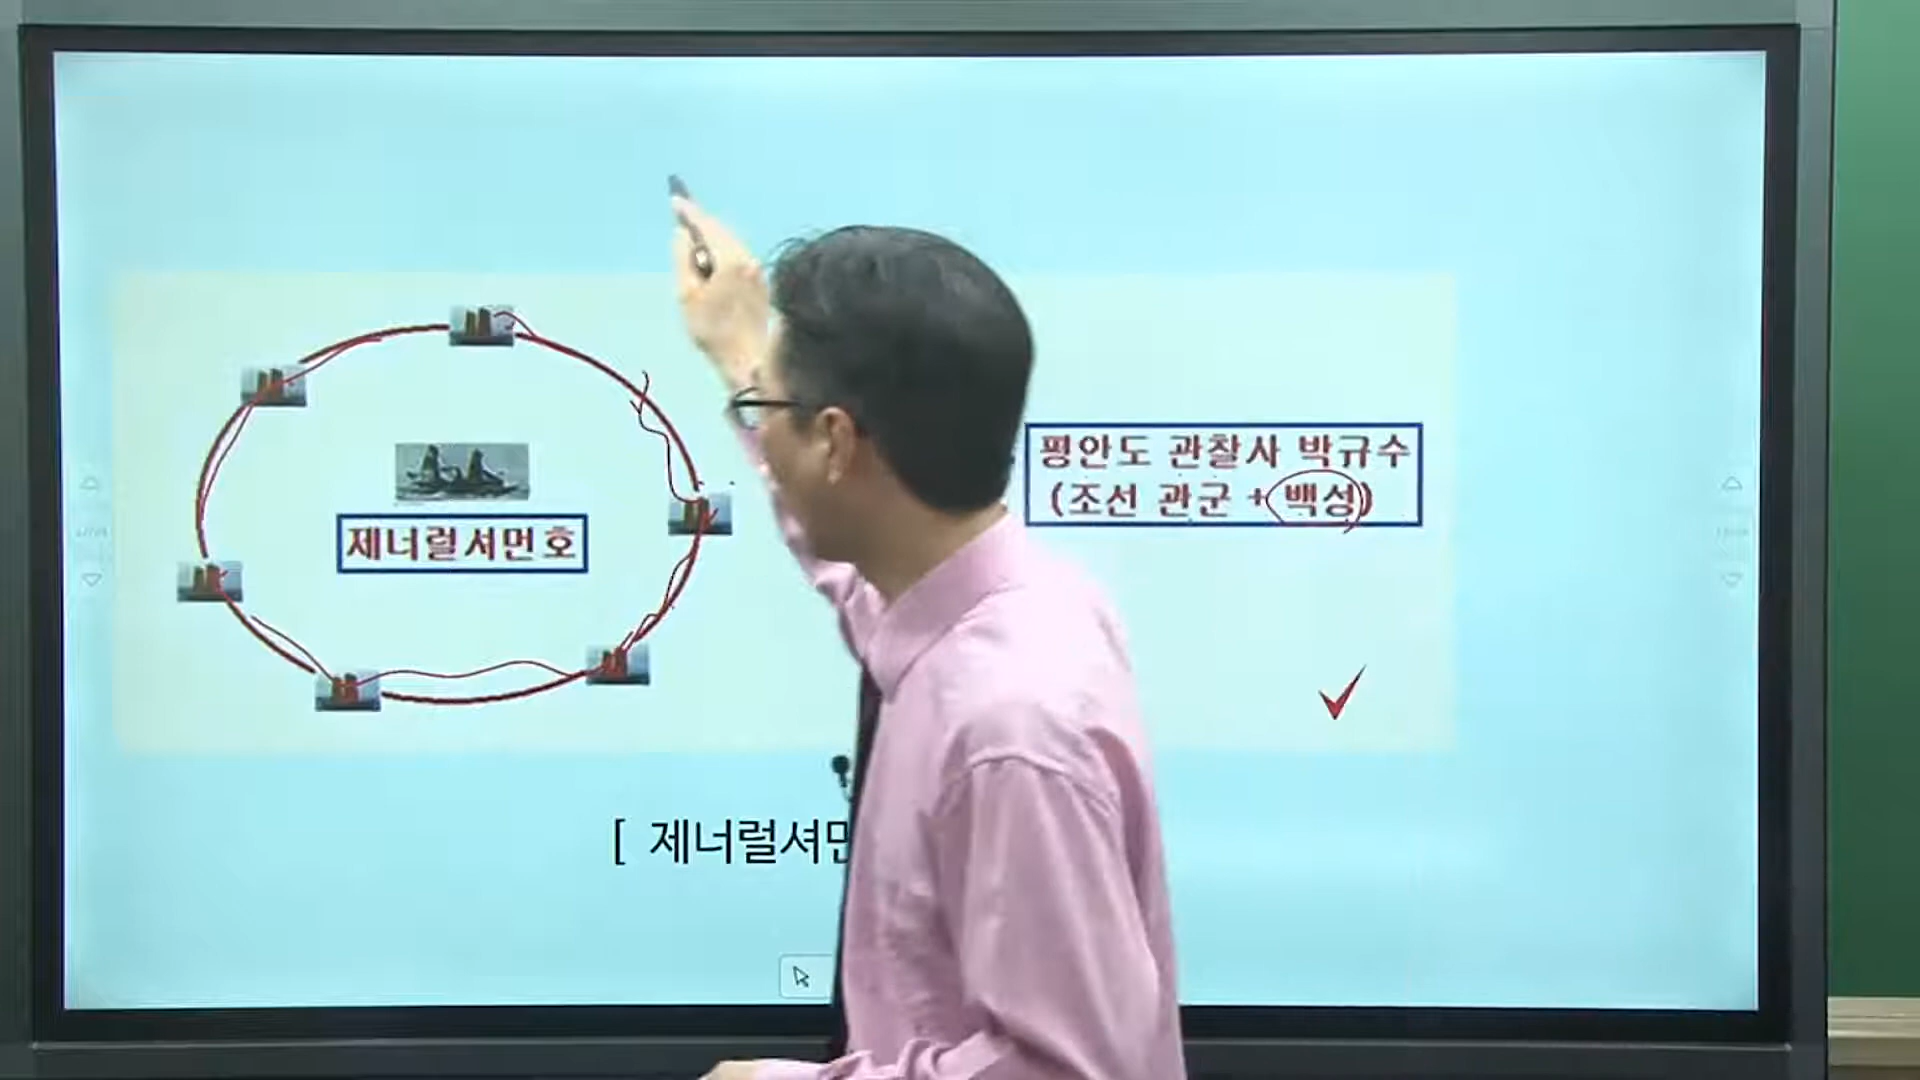 제너럴셔먼호
평안도 관찰사 박규수
(조선 관군 + 백성)
[ 제너럴셔먼